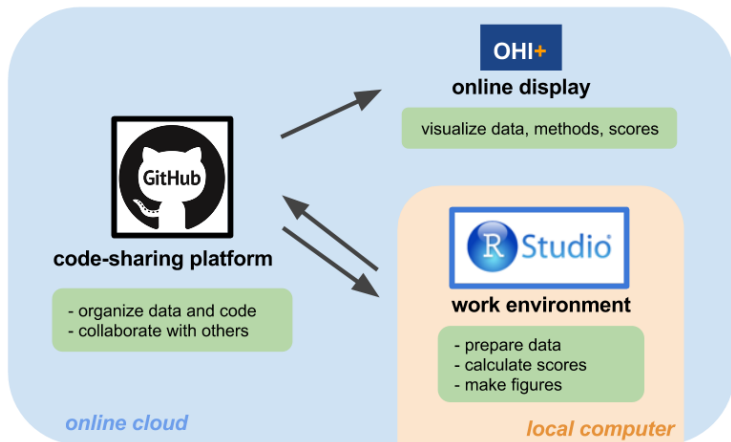 OHI+
online display
visualize data, methods, scores
GitHub
code-sharing platform
- organize data and code
- collaborate with others
R Studio®
work environment
- prepare data
- calculate scores
- make figures
online cloud
local computer